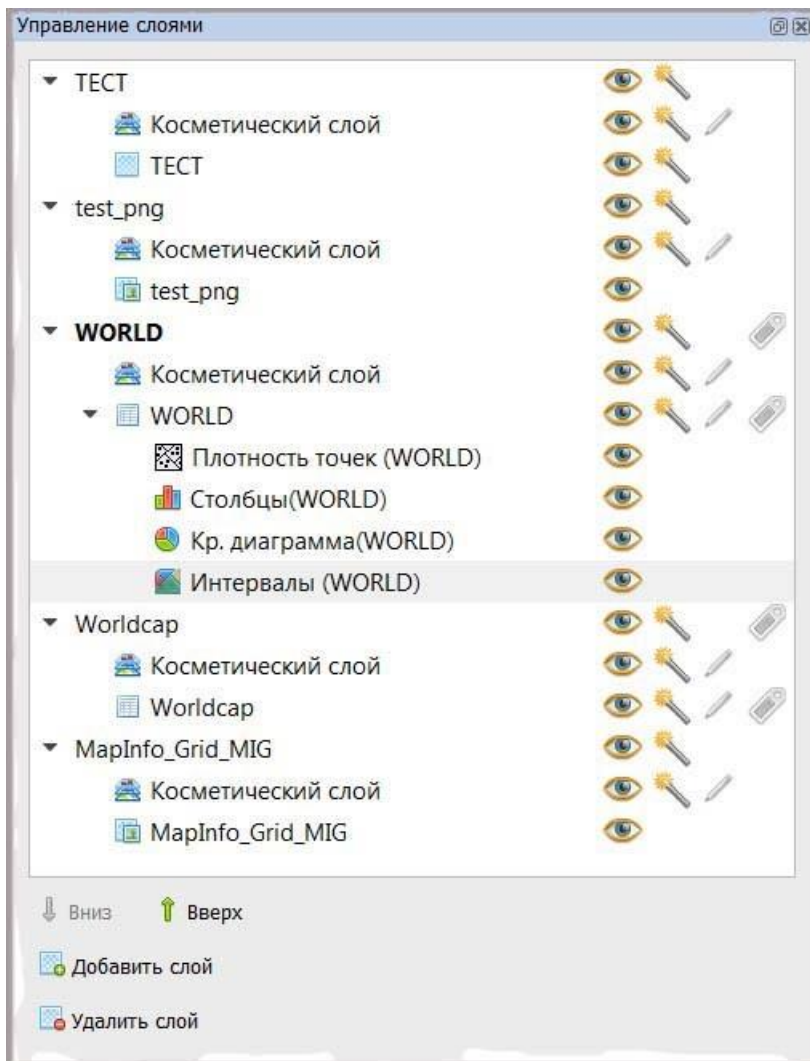 Управление слоями
ТЕСТ
Косметический слой
ТЕСТ
test_png
Косметический слой
test_png
WORLD
Косметический слой
WORLD
Плотность точек (WORLD)
Столбцы(WORLD)
Кр. диаграмма(WORLD)
Интервалы (WORLD)
Worldcap
Косметический слой
Worldcap
MapInfo_Grid_MIG
Косметический слой
MapInfo_Grid_MIG
Вниз Вверх
Добавить слой
Удалить слой